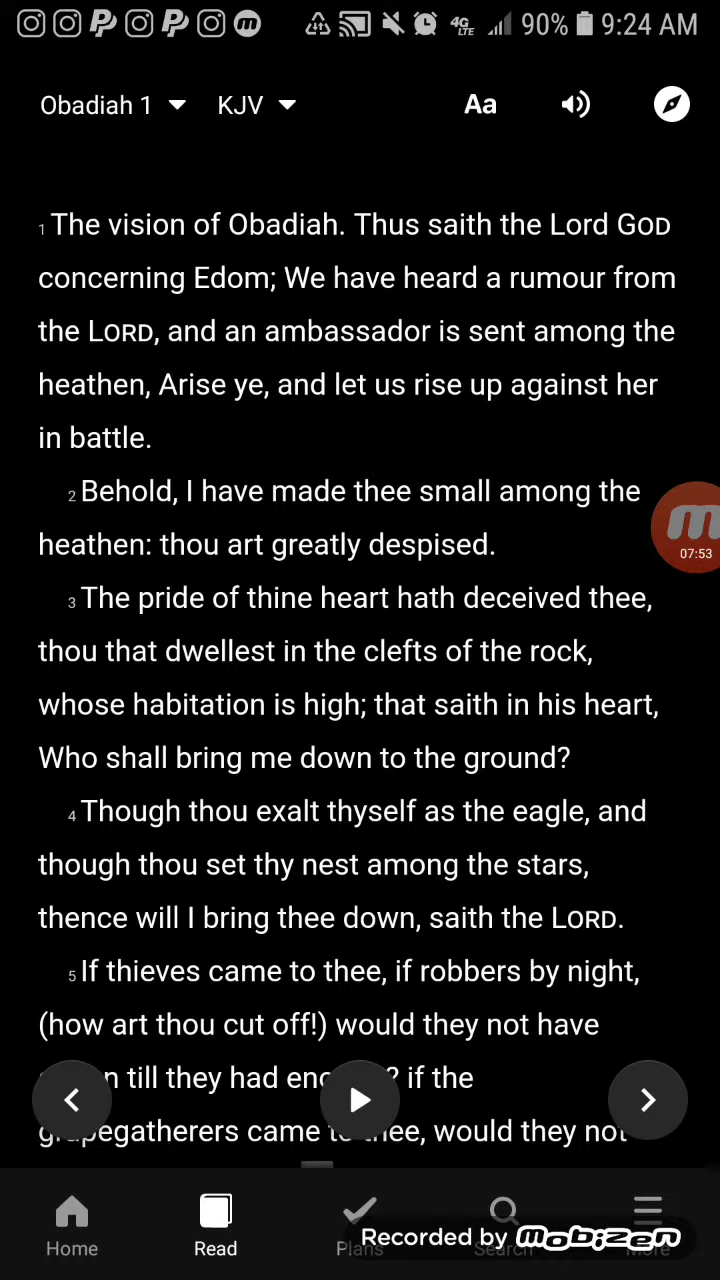 4G LTE 90% 9:24 AM
Obadiah 1 KJV Aa
1 The vision of Obadiah. Thus saith the Lord GOD
concerning Edom; We have heard a rumour from
the LORD, and an ambassador is sent among the
heathen, Arise ye, and let us rise up against her
in battle.
2 Behold, I have made thee small among the
heathen: thou art greatly despised.
07:53
3 The pride of thine heart hath deceived thee,
thou that dwellest in the clefts of the rock,
whose habitation is high; that saith in his heart,
Who shall bring me down to the ground?
4 Though thou exalt thyself as the eagle, and
though thou set thy nest among the stars,
thence will I bring thee down, saith the LORD.
5 If thieves came to thee, if robbers by night,
(how art thou cut off!) would they not have
till they had if the
came thee, would they not
Home Read Plans Search More
Recorded by mobizen